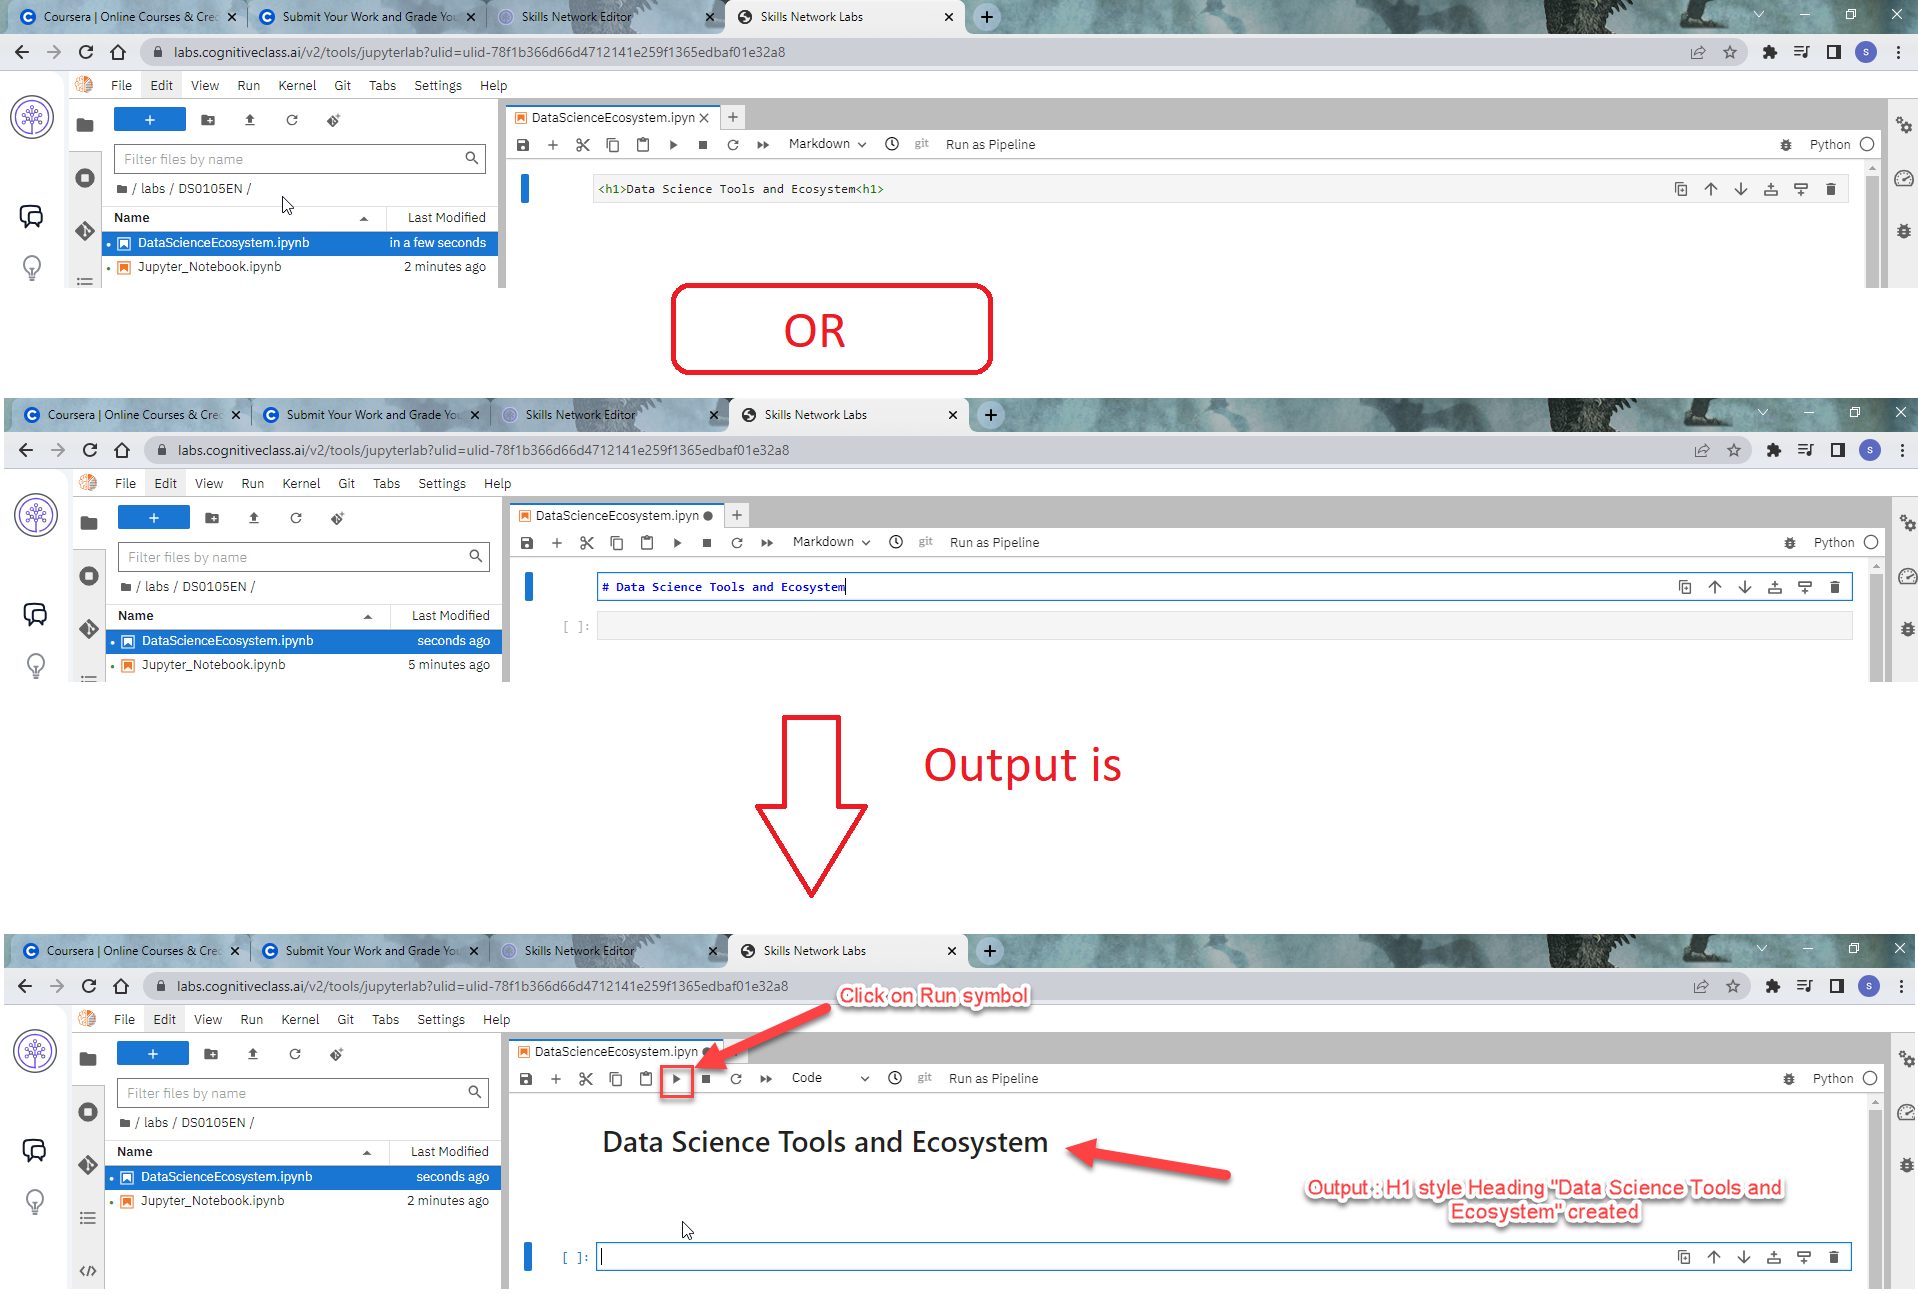 Coursera | Online Courses & Cre
Submit Your Work and Grade Yo
Skills Network Editor
Skills Network Labs
labs.cognitiveclass.ai/v2/tools/jupyterlab?ulid=ulid-78f1b366d66d4712141e259f1365edbaf01e32a8
S
File Edit View Run Kernel Git Tabs Settings Help
DataScienceEcosystem.ipyn
Filter files by name
Markdown
git
Run as Pipeline
Python
/ labs / DS0105EN /
<h1>Data Science Tools and Ecosystem<h1>
Name Last Modified
DataScienceEcosystem.ipynb in a few seconds
Jupyter_Notebook.ipynb 2 minutes ago
OR
Coursera | Online Courses & Cre
Submit Your Work and Grade Yo
Skills Network Editor
Skills Network Labs
labs.cognitiveclass.ai/v2/tools/jupyterlab?ulid=ulid-78f1b366d66d4712141e259f1365edbaf01e32a8
S
File Edit View Run Kernel Git Tabs Settings Help
DataScienceEcosystem.ipyn
Filter files by name
Markdown
git
Run as Pipeline
Python
/ labs / DS0105EN /
# Data Science Tools and Ecosystem
Name Last Modified
[ ]:
DataScienceEcosystem.ipynb seconds ago
Jupyter_Notebook.ipynb 5 minutes ago
Output is
Coursera | Online Courses & Cre
Submit Your Work and Grade Yo
Skills Network Editor
Skills Network Labs
labs.cognitiveclass.ai/v2/tools/jupyterlab?ulid=ulid-78f1b366d66d4712141e259f1365edbaf01e32a8
S
Click on Run symbol
File Edit View Run Kernel Git Tabs Settings Help
DataScienceEcosystem.ipyn
Filter files by name
Code
git
Run as Pipeline
Python
/ labs / DS0105EN /
Data Science Tools and Ecosystem
Name Last Modified
DataScienceEcosystem.ipynb seconds ago
Jupyter_Notebook.ipynb 2 minutes ago
Output : H1 style Heading "Data Science Tools and
Ecosystem" created
[ ]: